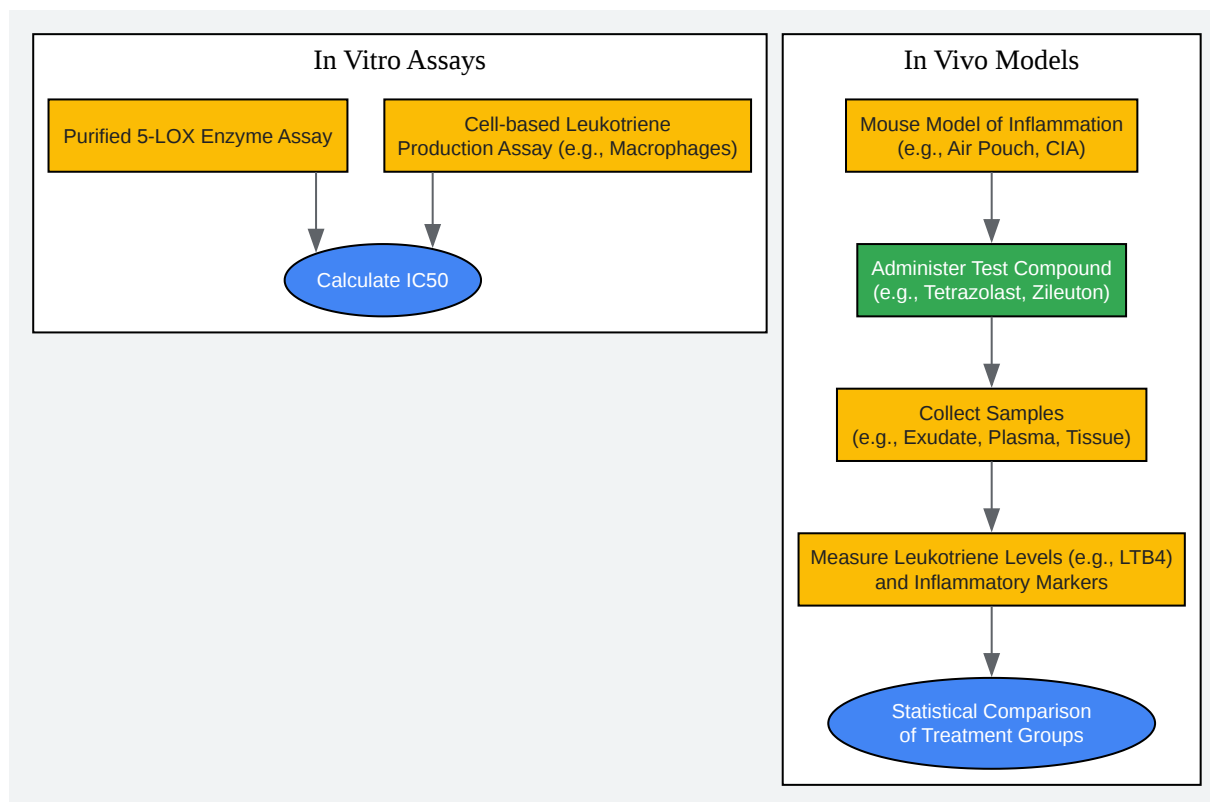 In Vitro Assays
Purified 5-LOX Enzyme Assay
Cell-based Leukotriene
Production Assay (e.g., Macrophages)
Calculate IC50
In Vivo Models
Mouse Model of Inflammation
(e.g., Air Pouch, CIA)
Administer Test Compound
(e.g., Tetrazolast, Zileuton)
Collect Samples
(e.g., Exudate, Plasma, Tissue)
Measure Leukotriene Levels (e.g., LTB4)
and Inflammatory Markers
Statistical Comparison
of Treatment Groups